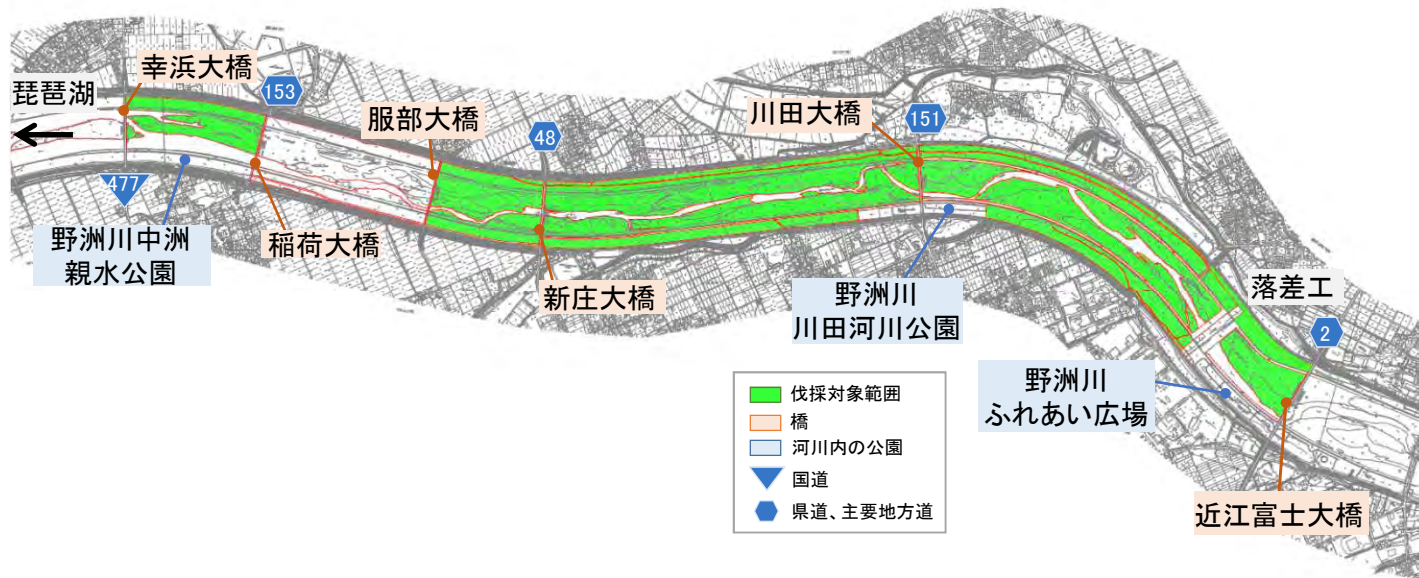 琵琶湖
幸浜大橋
153
477
野洲川中洲
親水公園
稲荷大橋
服部大橋
48
新庄大橋
川田大橋
151
野洲川
川田河川公園
落差工
2
野洲川
ふれあい広場
近江富士大橋
伐採対象範囲
橋
河川内の公園
国道
県道、主要地方道